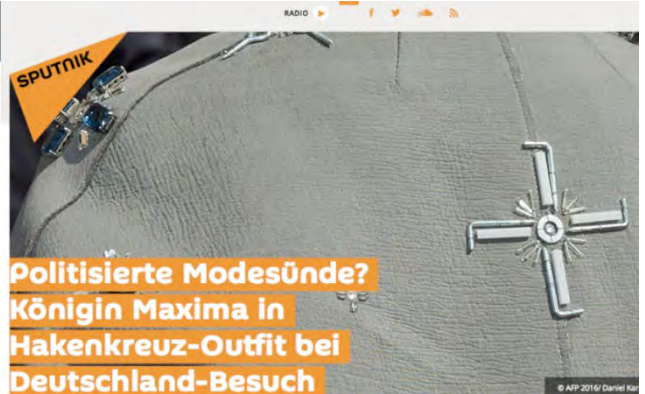 RADIO
SPUTNIK
Politisierte Modesünde?
Königin Maxima in
Hakenkreuz-Outfit bei
Deutschland-Besuch
© AFP 2016/ Daniel Kar